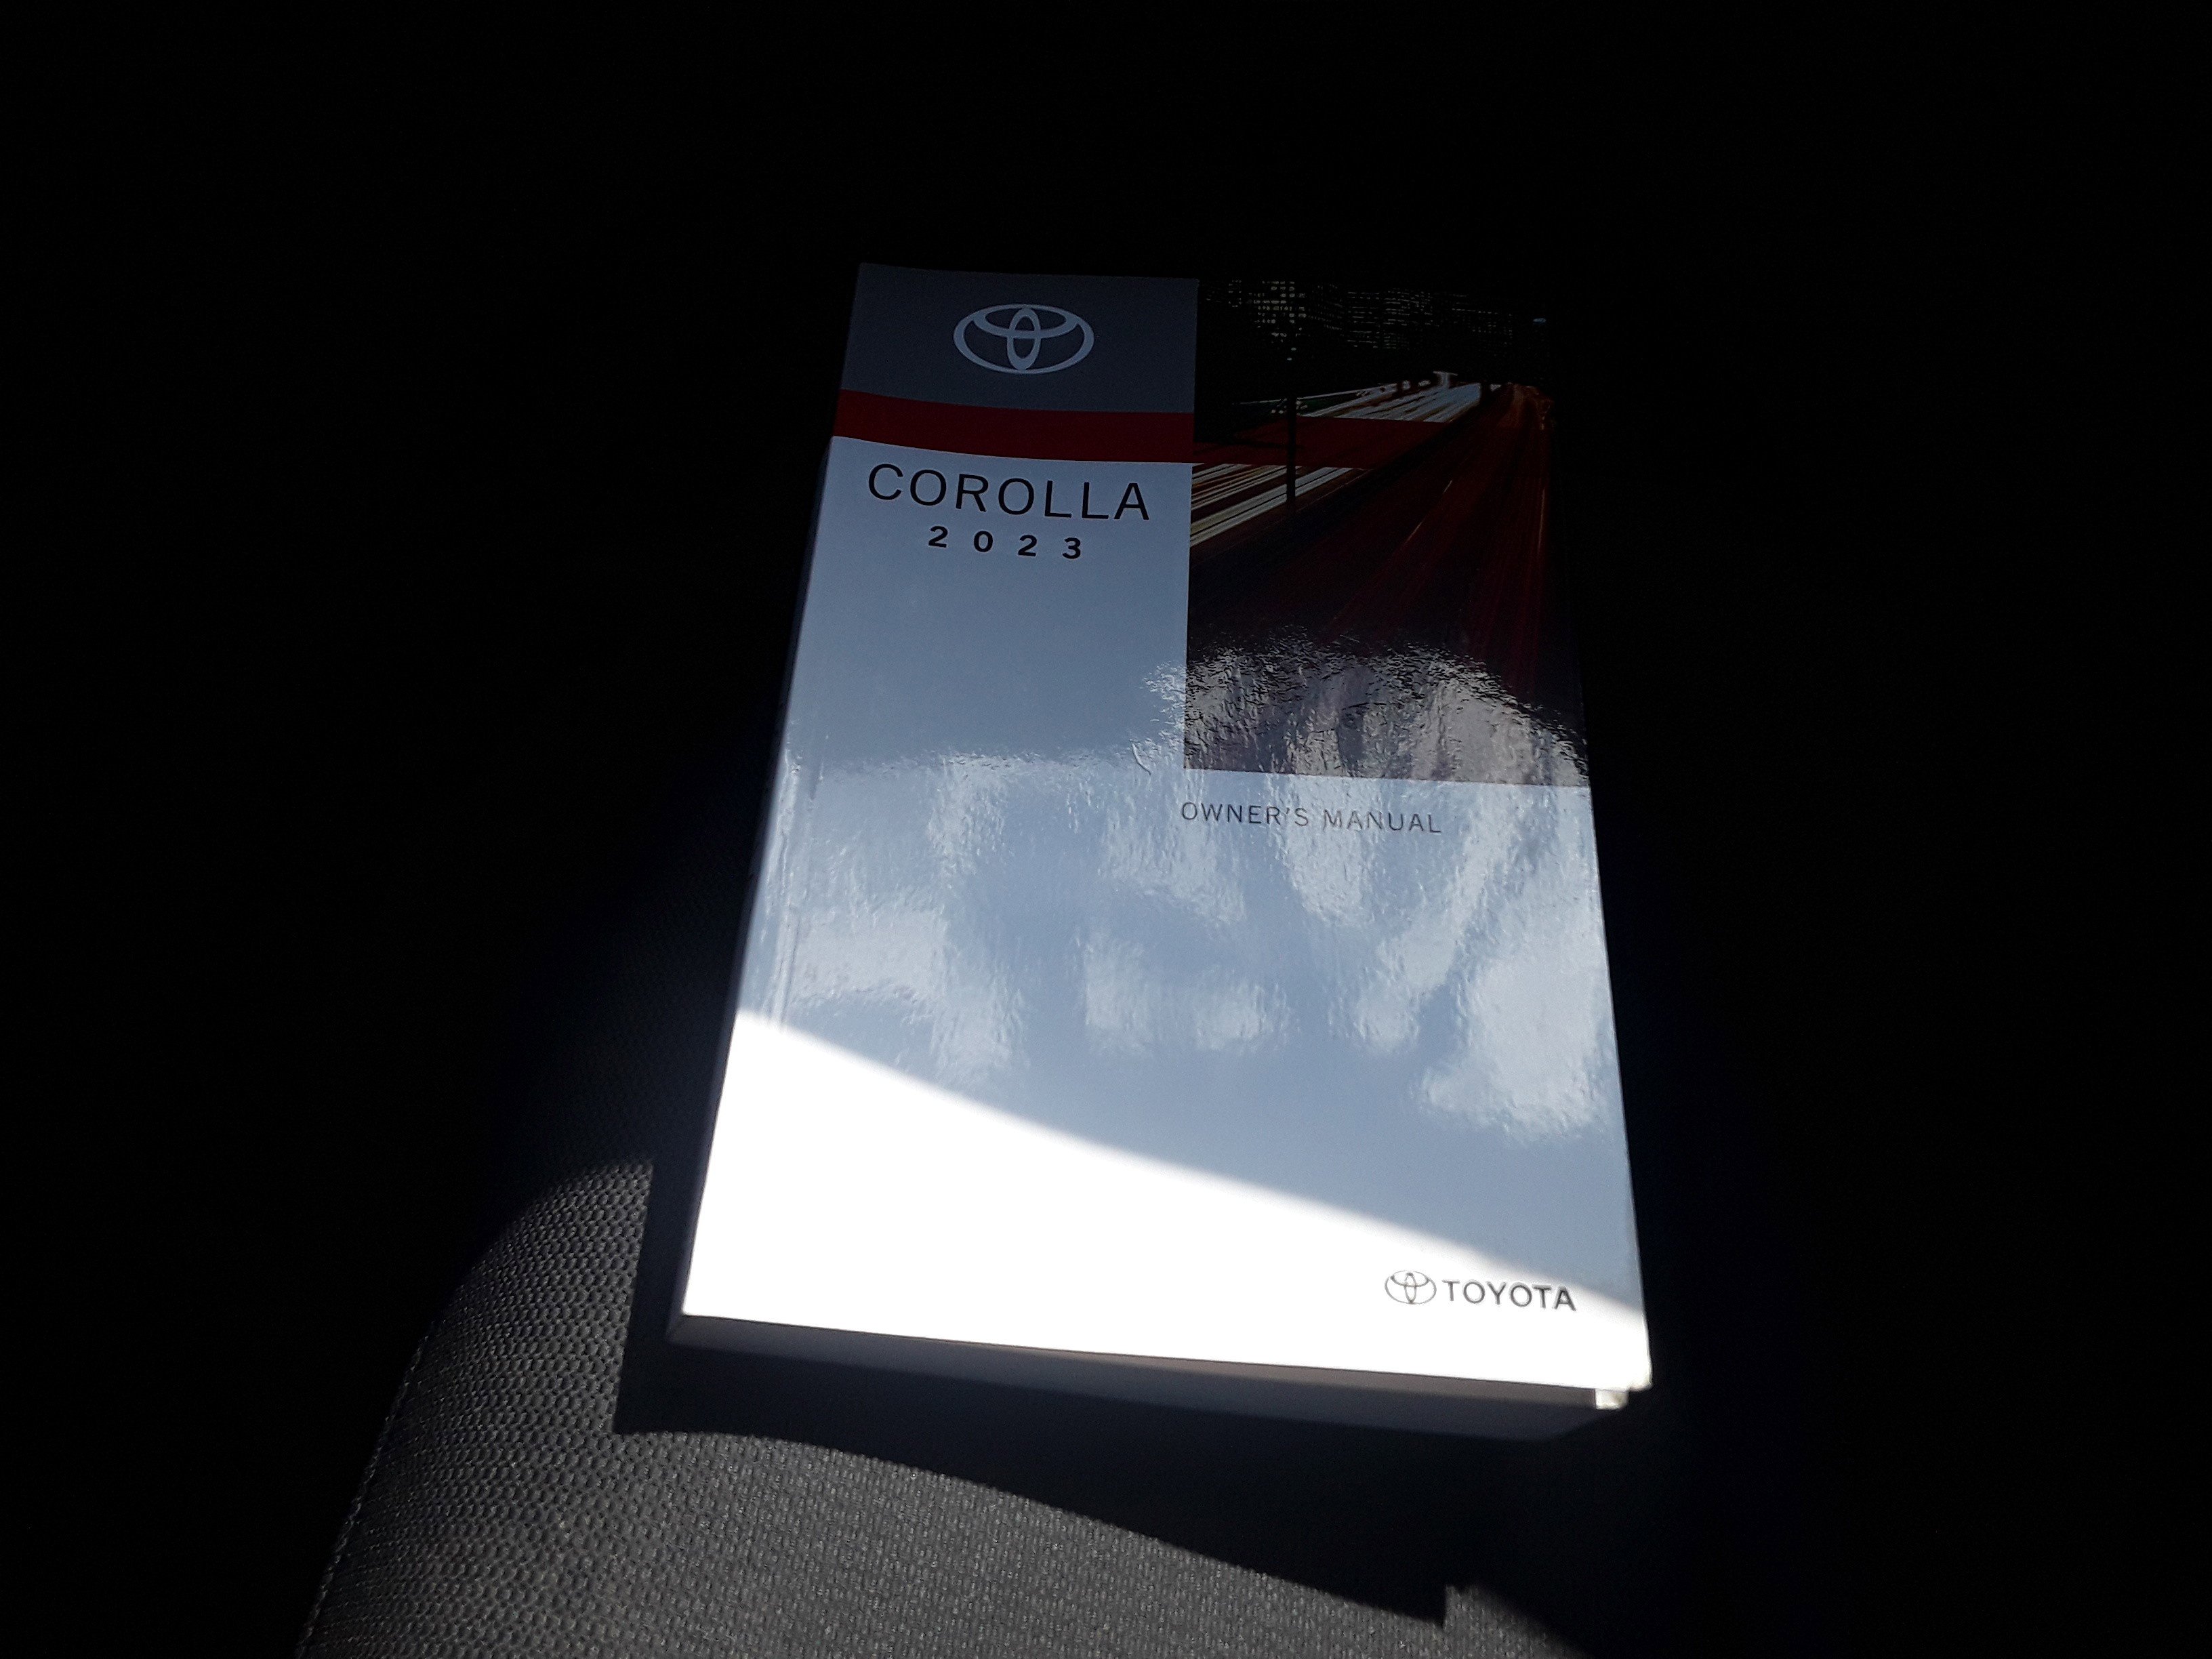 COROLLA
2023
OWNER'S MANUAL
TOYOTA